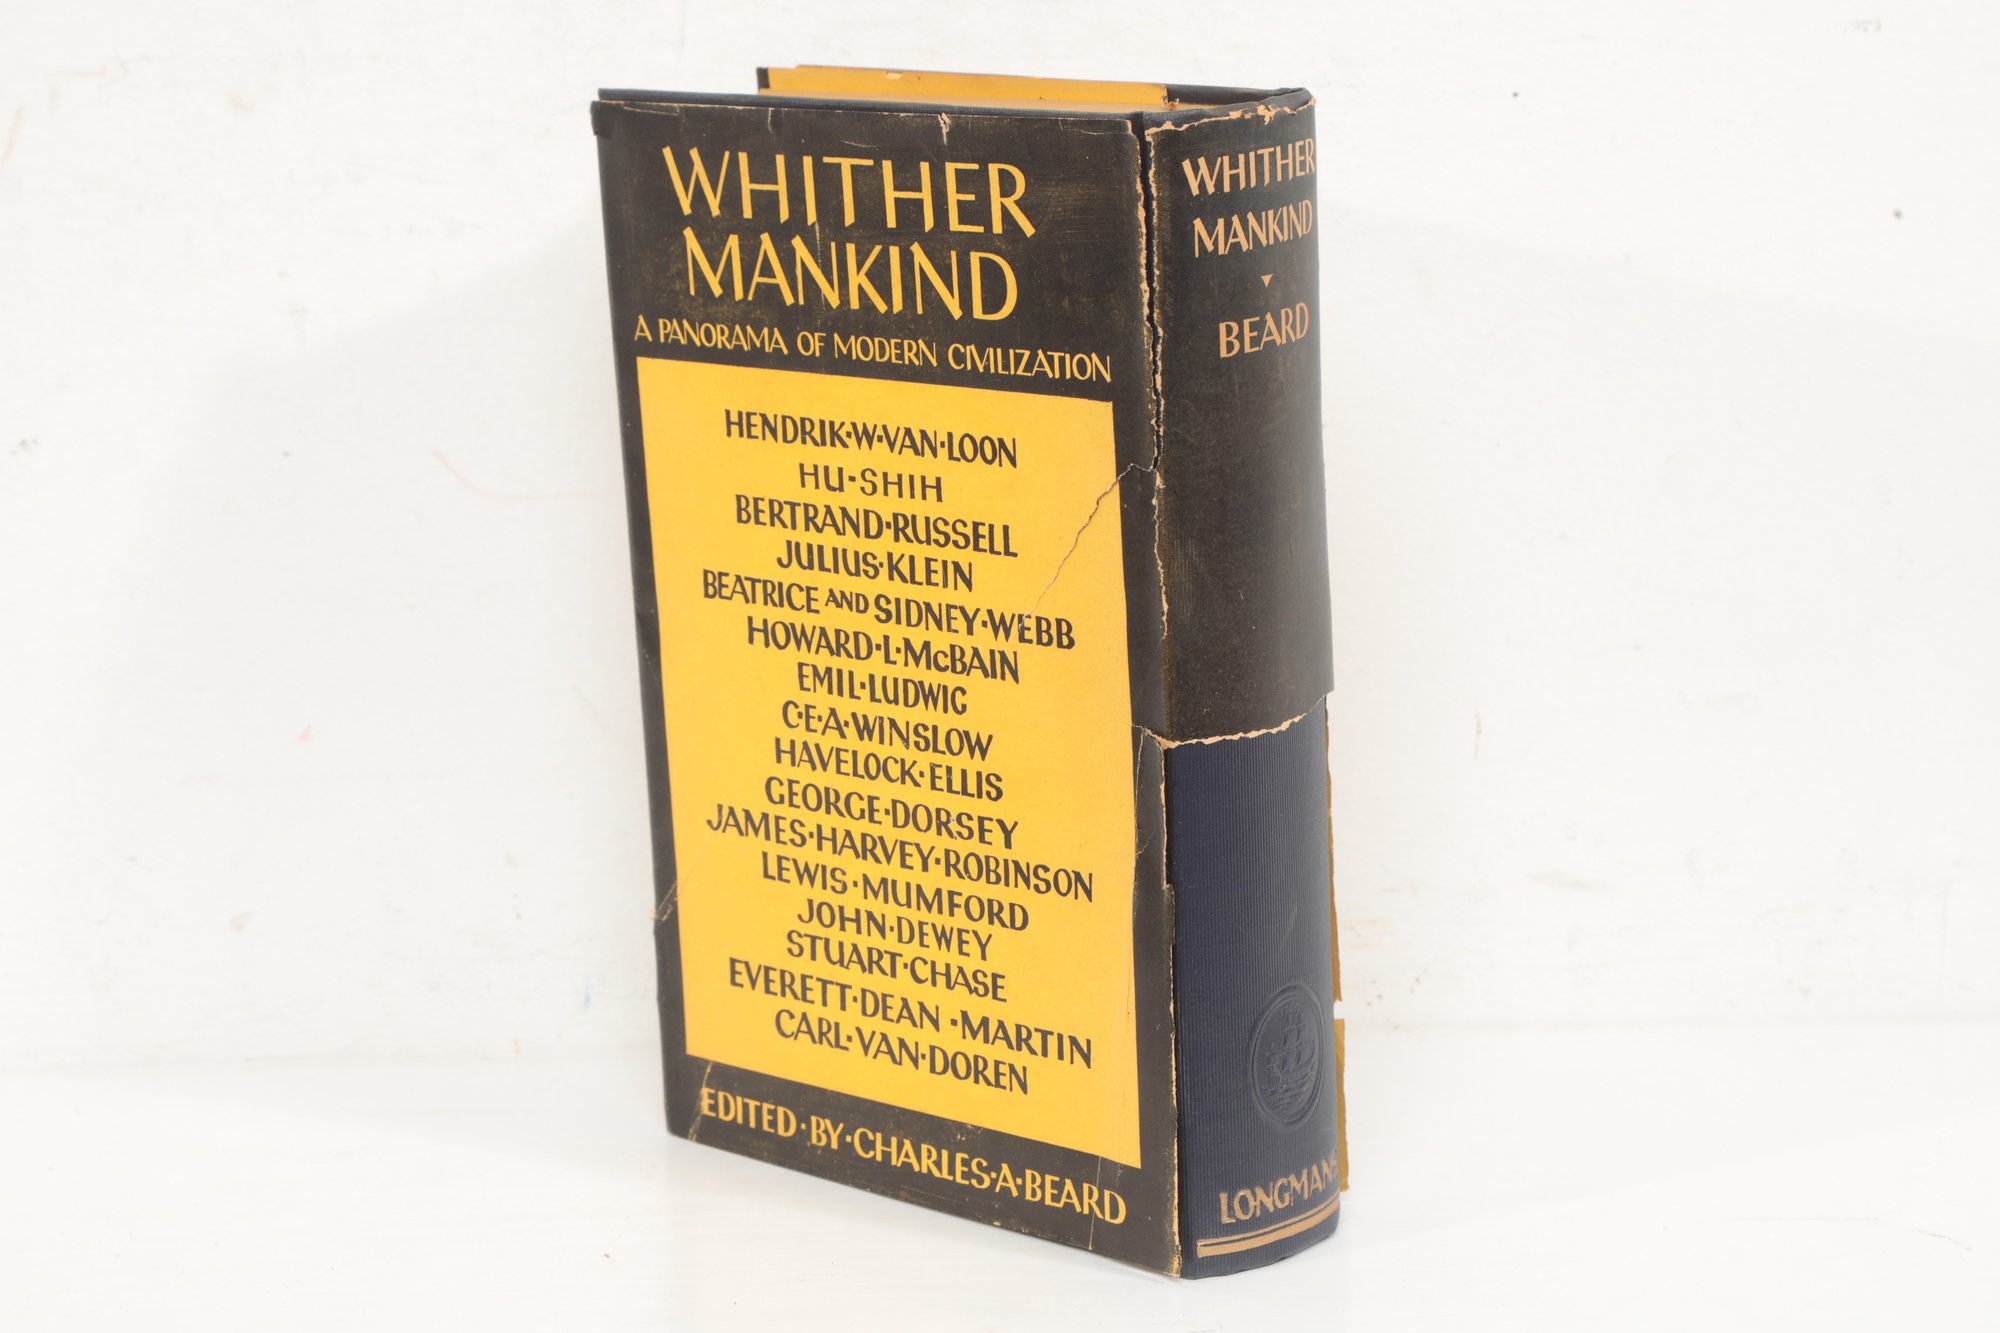 WHITHER
MANKIND
A PANORAMA OF MODERN CIVILIZATION
HENDRIK·W·VAN·LOON
HU·SHIH
BERTRAND·RUSSELL
JULIUS·KLEIN
BEATRICE AND SIDNEY·WEBB
HOWARD·L·McBAIN
EMIL·LUDWIG
C·E·A·WINSLOW
HAVELOCK·ELLIS
GEORGE·DORSEY
JAMES·HARVEY·ROBINSON
LEWIS·MUMFORD
JOHN·DEWEY
STUART·CHASE
EVERETT·DEAN·MARTIN
CARL·VAN·DOREN
EDITED·BY·CHARLES·A·BEARD
WHITHER
MANKIND
BEARD
LONGMANS